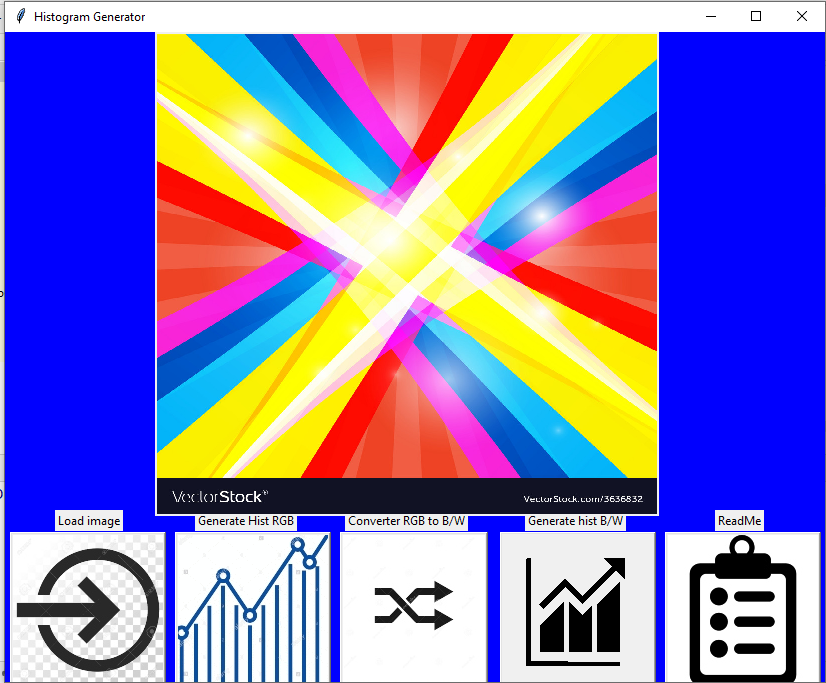 Histogram Generator
VectorStock®
VectorStock.com/3636832
Load image
Generate Hist RGB
Converter RGB to B/W
Generate hist B/W
ReadMe